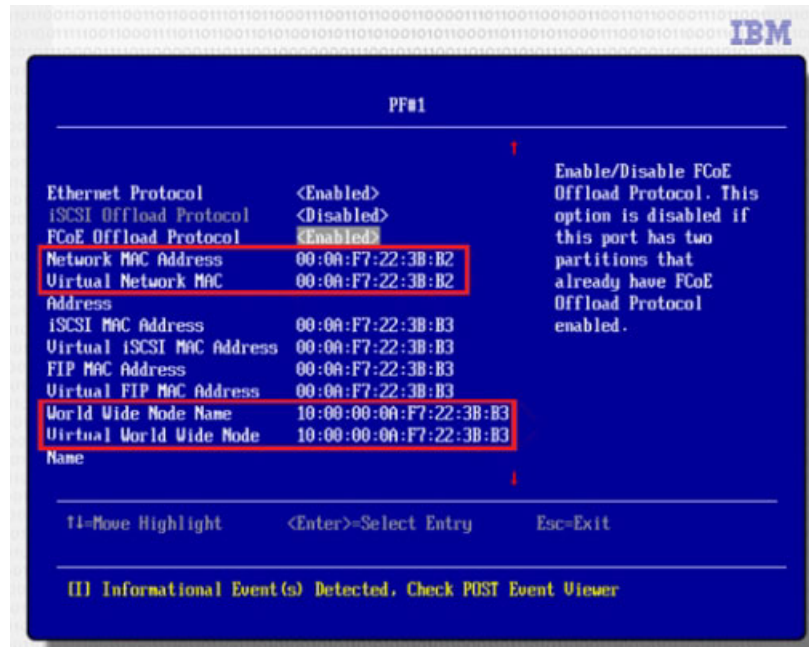 IBM
PF#1
Ethernet Protocol <Enabled>
iSCSI Offload Protocol <Disabled>
FCoE Offload Protocol <Enabled>
Network MAC Address 00:0A:F7:22:3B:B2
Virtual Network MAC 00:0A:F7:22:3B:B2
Address
iSCSI MAC Address 00:0A:F7:22:3B:B3
Virtual iSCSI MAC Address 00:0A:F7:22:3B:B3
FIP MAC Address 00:0A:F7:22:3B:B3
Virtual FIP MAC Address 00:0A:F7:22:3B:B3
World Wide Node Name 10:00:00:0A:F7:22:3B:B3
Virtual World Wide Node 10:00:00:0A:F7:22:3B:B3
Name
Enable/Disable FCoE
Offload Protocol. This
option is disabled if
this port has two
partitions that
already have FCoE
Offload Protocol
enabled.
↑↓=Move Highlight <Enter>=Select Entry Esc=Exit
[I] Informational Event(s) Detected, Check POST Event Viewer